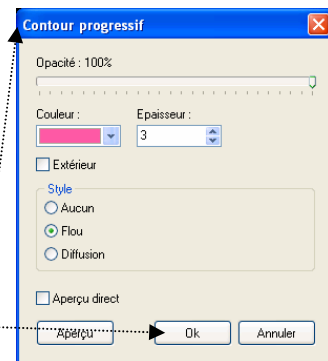 Contour progressif
Opacité : 100%
Couleur : Epaisseur :
3
Extérieur
Style
Aucun
Flou
Diffusion
Aperçu direct
Aperçu Ok Annuler